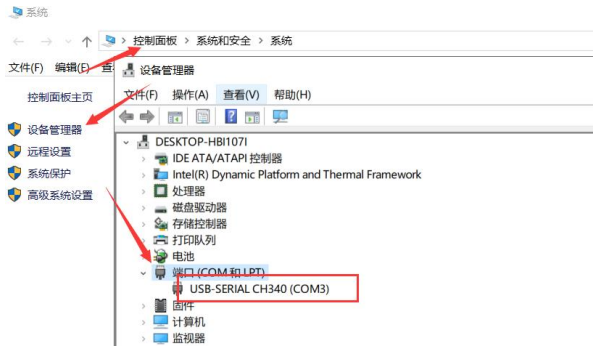 系统
控制面板 > 系统和安全 > 系统
文件(F) 编辑(E) 查
控制面板主页
设备管理器
远程设置
系统保护
高级系统设置
设备管理器
文件(F) 操作(A) 查看(V) 帮助(H)
DESKTOP-HBI107I
IDE ATA/ATAPI 控制器
Intel(R) Dynamic Platform and Thermal Framework
处理器
磁盘驱动器
存储控制器
打印队列
电池
端口 (COM 和 LPT)
USB-SERIAL CH340 (COM3)
固件
计算机
监视器